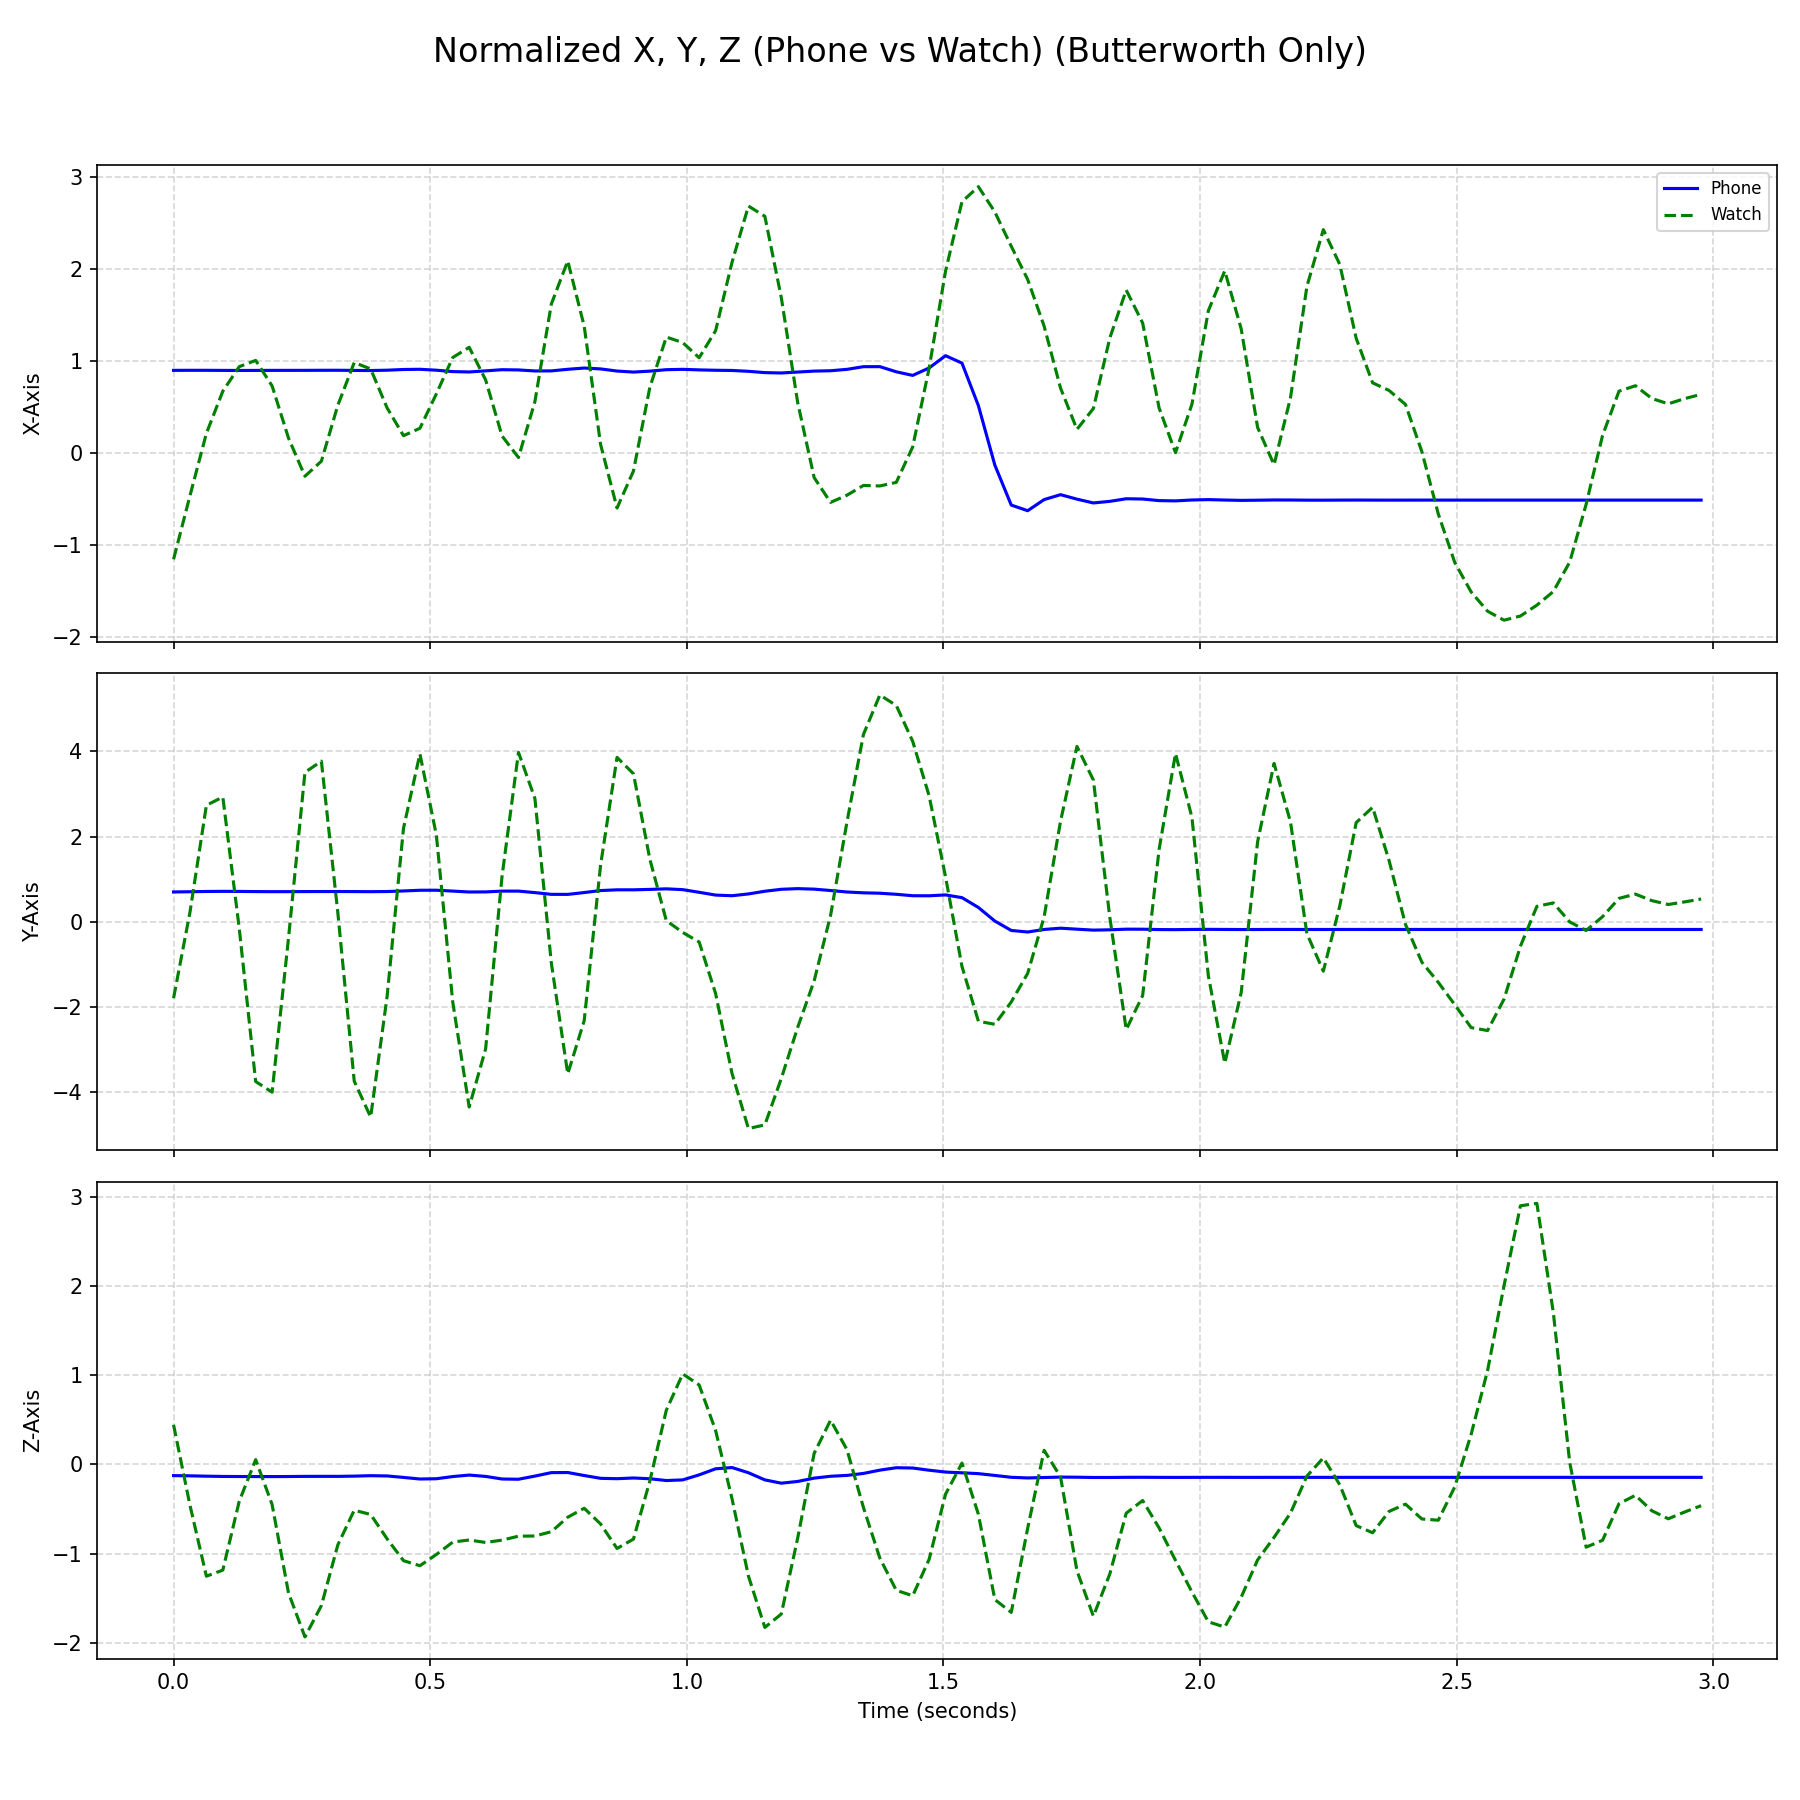 Normalized X, Y, Z (Phone vs Watch) (Butterworth Only)
Phone
Watch
3
2
1
0
−1
−2
X-Axis
4
2
0
−2
−4
Y-Axis
3
2
1
0
−1
−2
Z-Axis
0.0 0.5 1.0 1.5 2.0 2.5 3.0
Time (seconds)